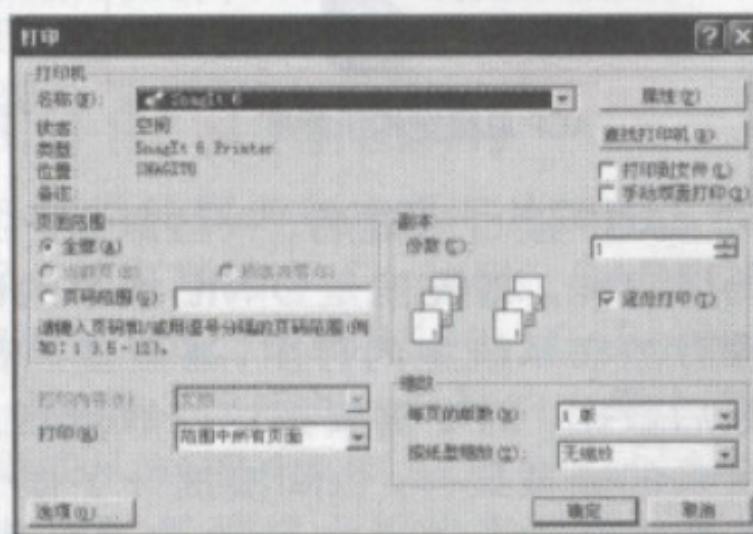 打印
打印机
名称(N): SnagIt 6 属性(P)
状态: 空闲 查找打印机(D)
类型: SnagIt 6 Printer
位置: SNAGIT6 打印到文件(L)
备注: 手动双面打印(X)
页面范围
全部(A)
当前页(E)
页码范围(G):
请键入页码和/或用逗号分隔的页码范围(例
如：1,3,5-12)。
副本
份数(C): 1
逐份打印(T)
打印内容(W): 文档
打印(R): 范围中所有页面
缩放
每页的版数(H): 1 版
按纸型缩放(Z): 无缩放
选项(O)... 确定 取消